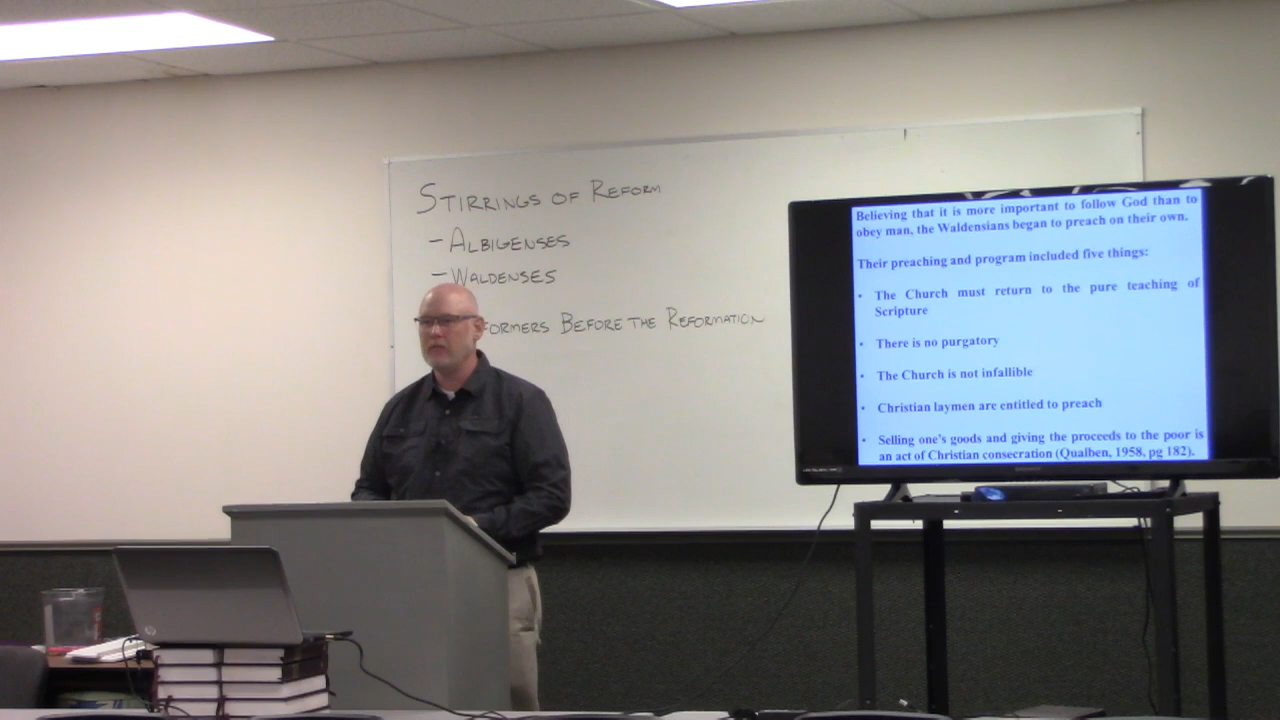 STIRRINGS OF REFORM
- ALBIGENSES
- WALDENSES
FORMERS BEFORE THE REFORMATION
Believing that it is more important to follow God than to
obey man, the Waldensians began to preach on their own.
Their preaching and program included five things:
• The Church must return to the pure teaching of
Scripture
• There is no purgatory
• The Church is not infallible
• Christian laymen are entitled to preach
• Selling one's goods and giving the proceeds to the poor is
an act of Christian consecration (Qualben, 1958, pg 182).
hp